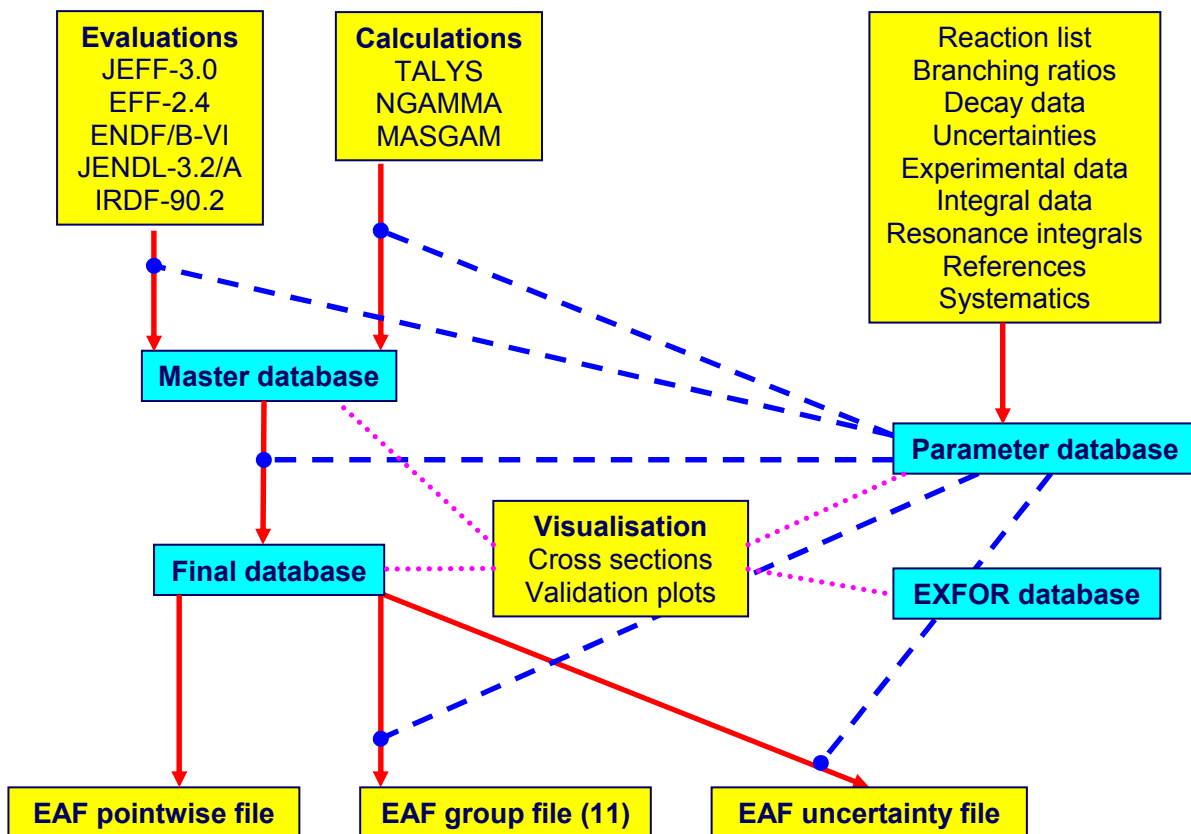 Evaluations
JEFF-3.0
EFF-2.4
ENDF/B-VI
JENDL-3.2/A
IRDF-90.2
Calculations
TALYS
NGAMMA
MASGAM
Reaction list
Branching ratios
Decay data
Uncertainties
Experimental data
Integral data
Resonance integrals
References
Systematics
Master database
Parameter database
Visualisation
Cross sections
Validation plots
Final database
EXFOR database
EAF pointwise file
EAF group file (11)
EAF uncertainty file